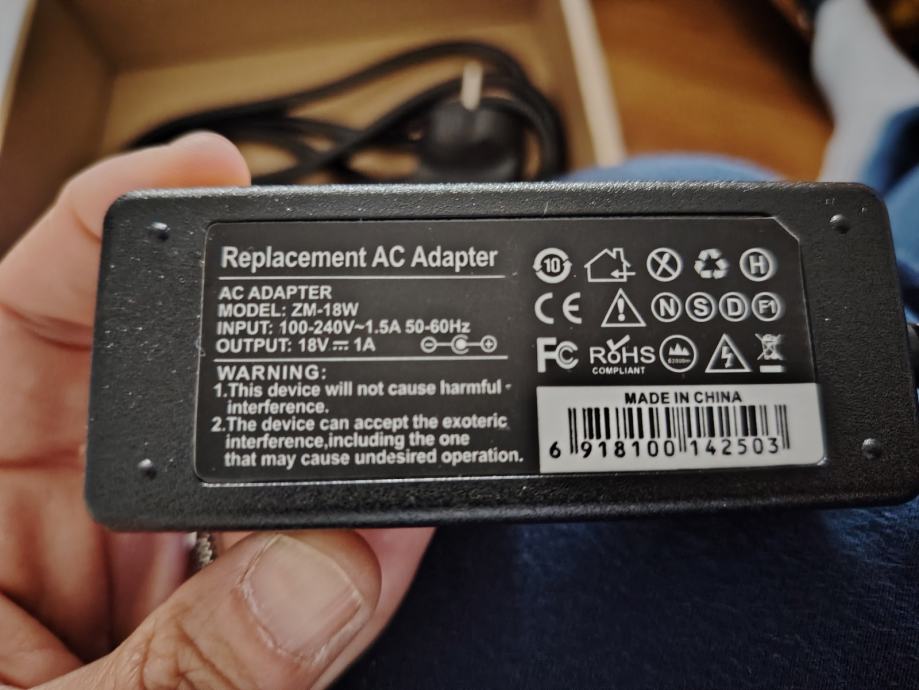 Replacement AC Adapter
AC ADAPTER
MODEL: ZM-18W
INPUT: 100-240V~1.5A 50-60Hz
OUTPUT: 18V⎓1A
WARNING:
1.This device will not cause harmful
interference.
2.The device can accept the exoteric
interference,including the one
that may cause undesired operation.
10
H
CE
N S D F1
FC RoHS
COMPLIANT
MADE IN CHINA
6 918100 142503